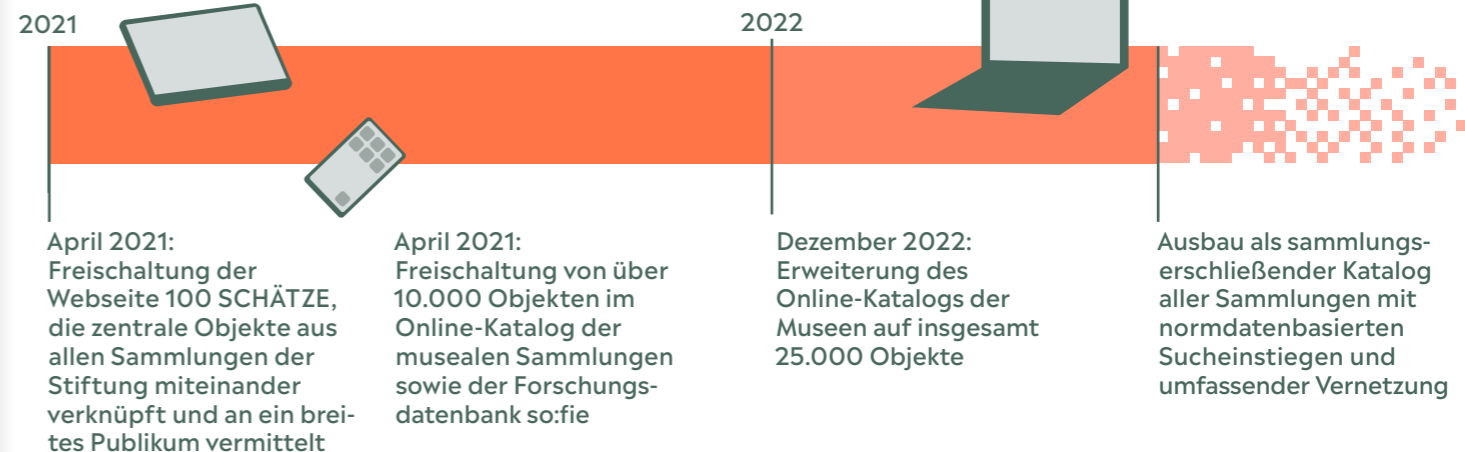 2021
2022
April 2021:
Freischaltung der
Webseite 100 SCHÄTZE,
die zentrale Objekte aus
allen Sammlungen der
Stiftung miteinander
verknüpft und an ein brei-
tes Publikum vermittelt
April 2021:
Freischaltung von über
10.000 Objekten im
Online-Katalog der
musealen Sammlungen
sowie der Forschungs-
datenbank so:fie
Dezember 2022:
Erweiterung des
Online-Katalogs der
Museen auf insgesamt
25.000 Objekte
Ausbau als sammlungs-
erschließender Katalog
aller Sammlungen mit
normdatenbasierten
Sucheinstiegen und
umfassender Vernetzung